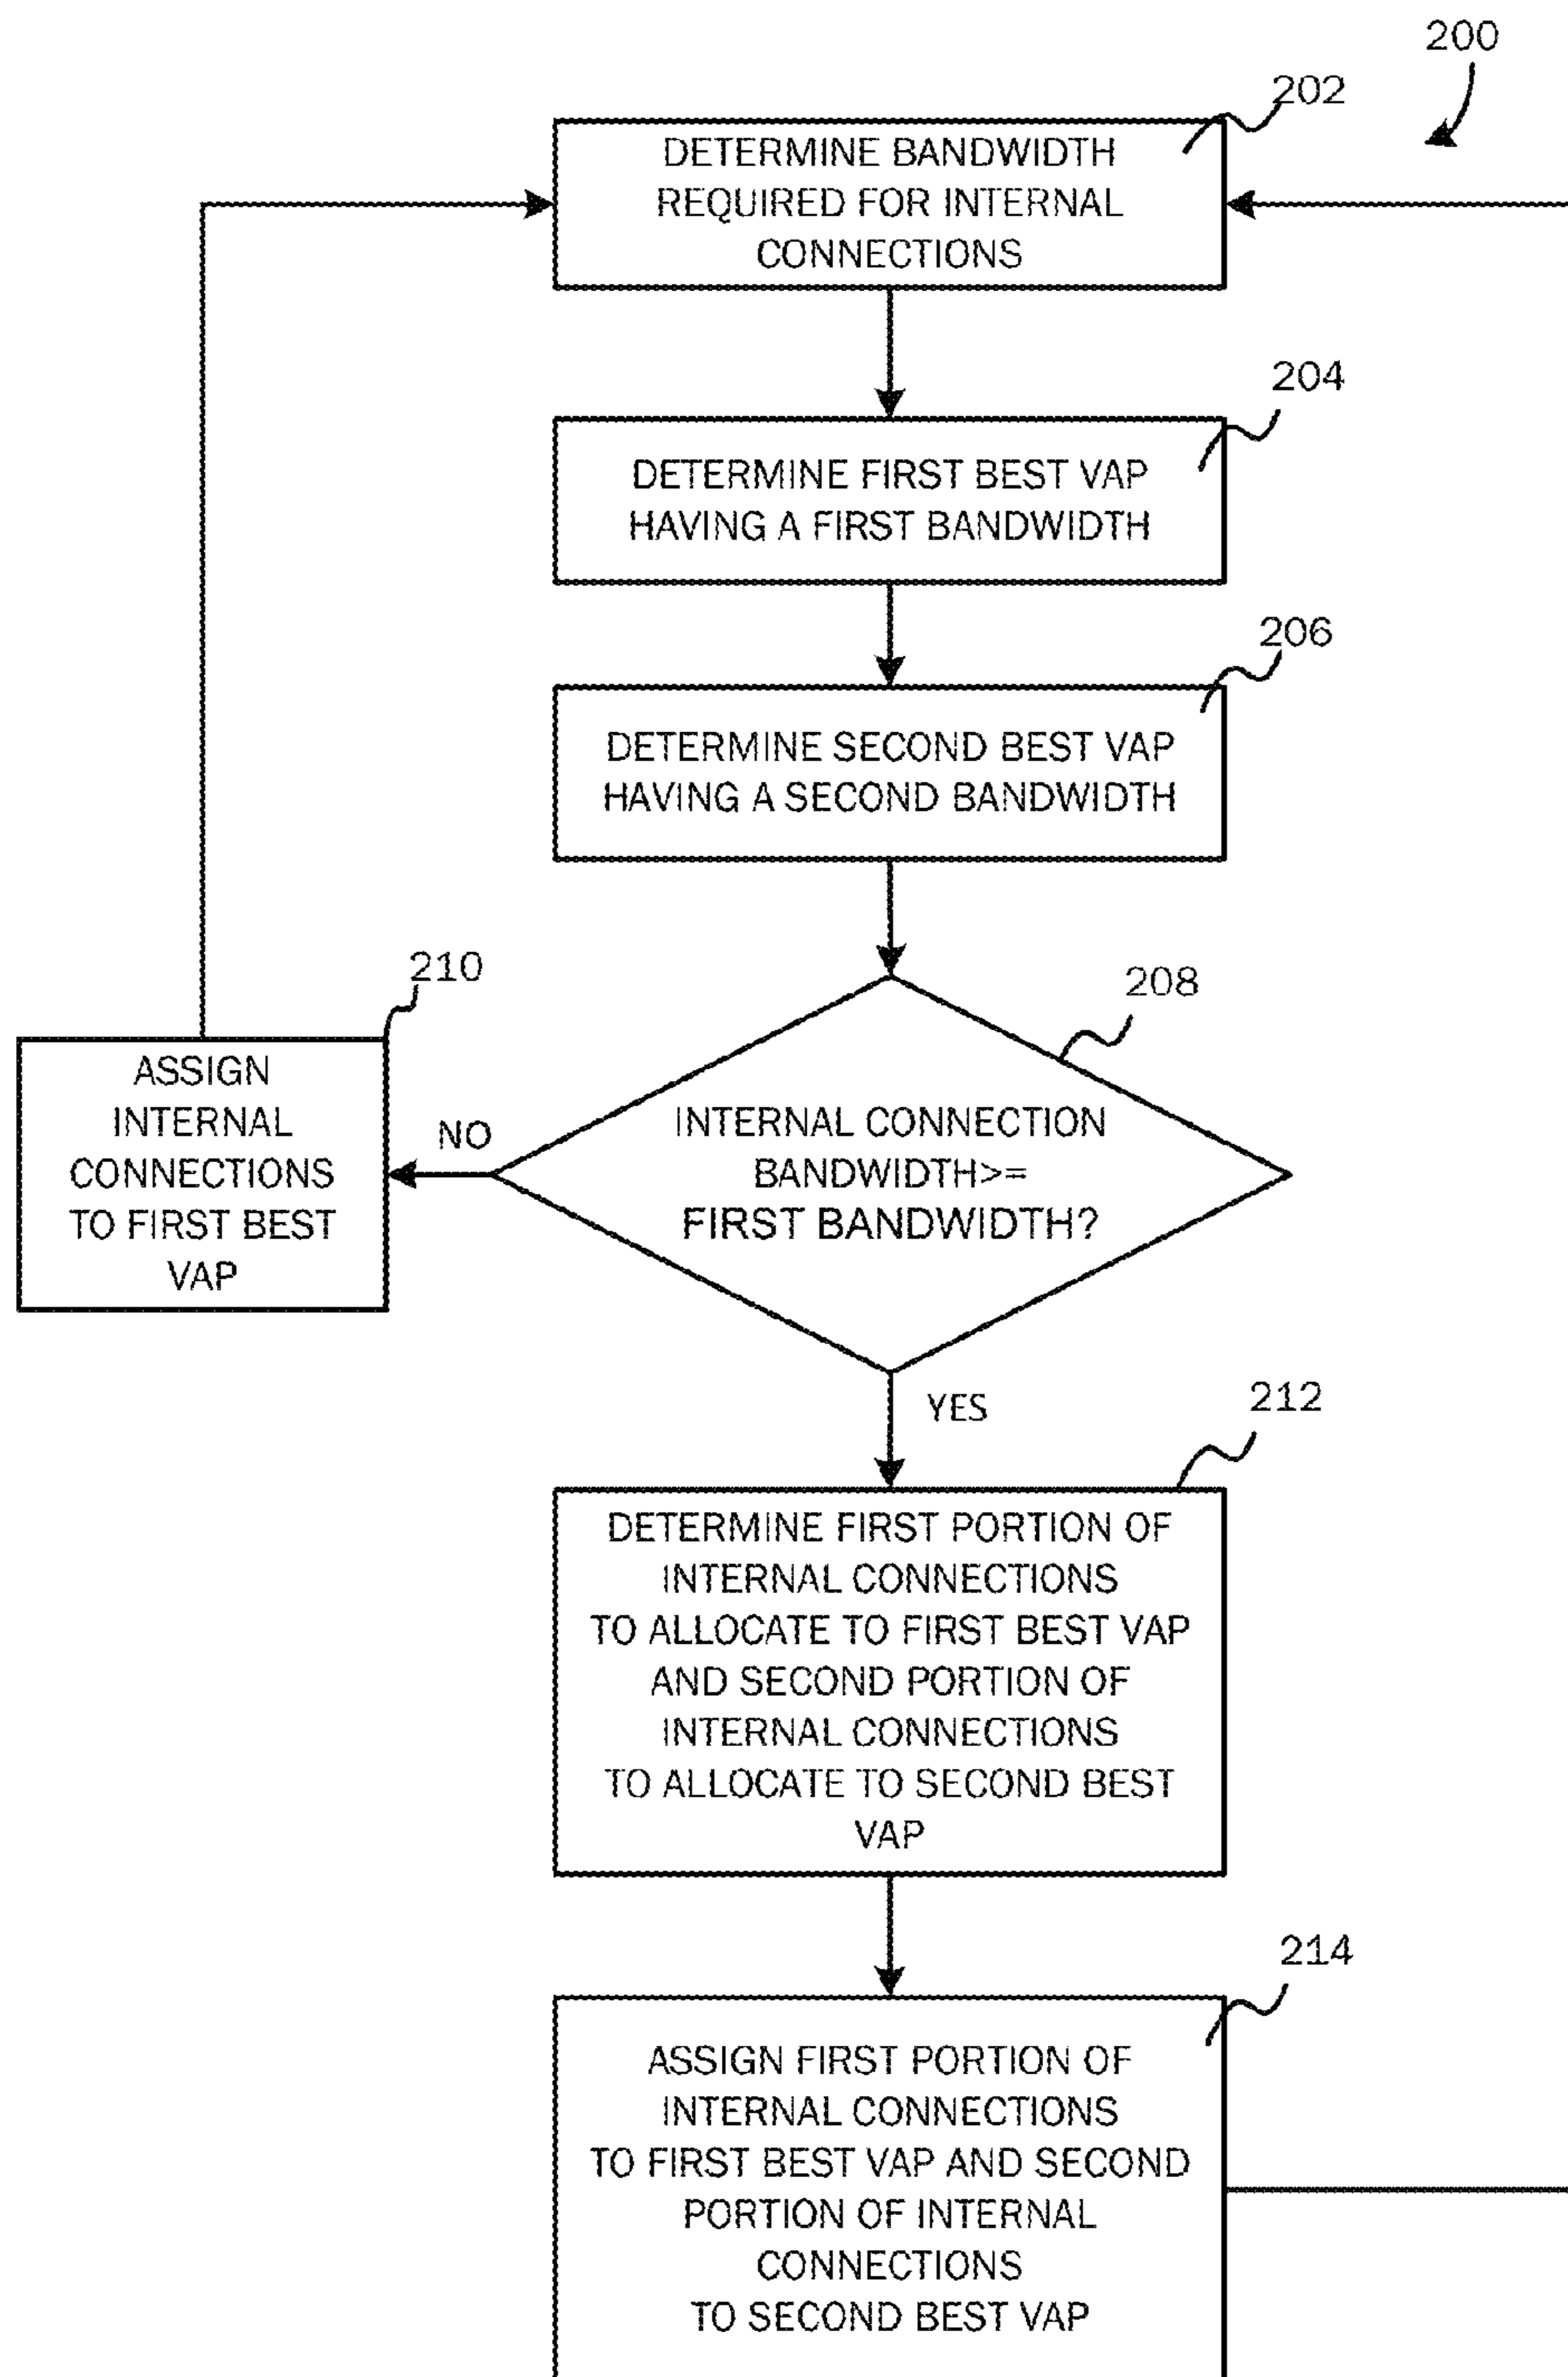 200
202
DETERMINE BANDWIDTH
REQUIRED FOR INTERNAL
CONNECTIONS
204
DETERMINE FIRST BEST VAP
HAVING A FIRST BANDWIDTH
206
DETERMINE SECOND BEST VAP
HAVING A SECOND BANDWIDTH
208
INTERNAL CONNECTION
BANDWIDTH>=
FIRST BANDWIDTH?
NO
210
ASSIGN
INTERNAL
CONNECTIONS
TO FIRST BEST
VAP
YES
212
DETERMINE FIRST PORTION OF
INTERNAL CONNECTIONS
TO ALLOCATE TO FIRST BEST VAP
AND SECOND PORTION OF
INTERNAL CONNECTIONS
TO ALLOCATE TO SECOND BEST
VAP
214
ASSIGN FIRST PORTION OF
INTERNAL CONNECTIONS
TO FIRST BEST VAP AND SECOND
PORTION OF INTERNAL
CONNECTIONS
TO SECOND BEST VAP